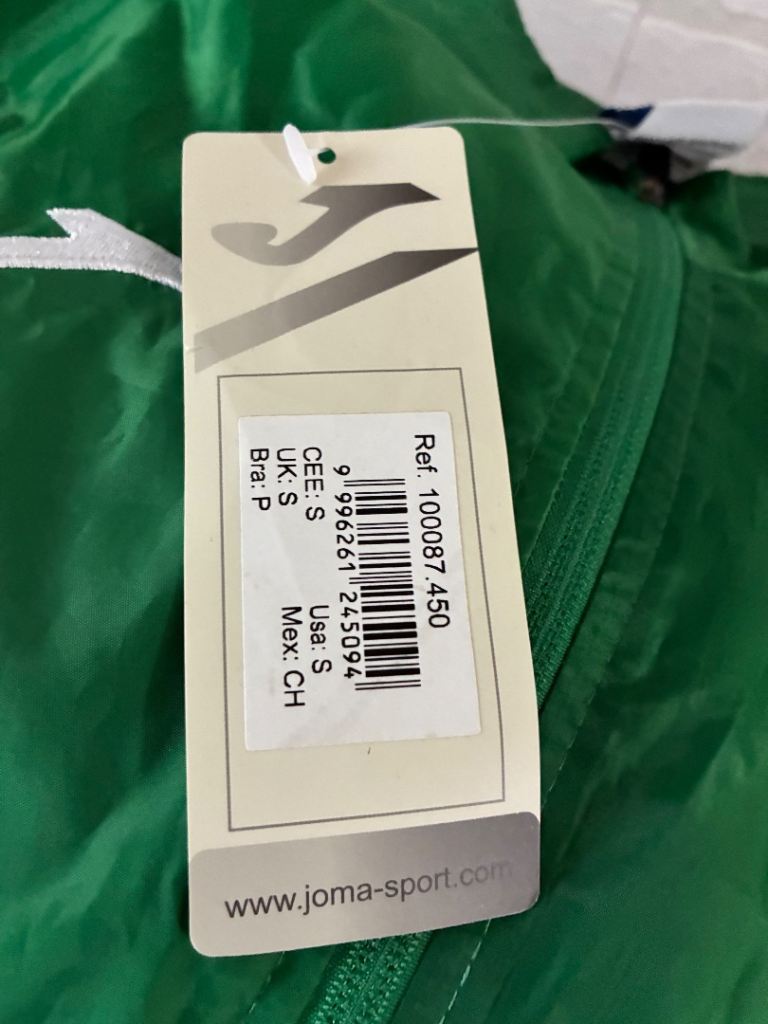 Ref. 100087.450
9 996261 245094
CEE: S Usa: S
UK: S Mex: CH
Bra: P
www.joma-sport.com